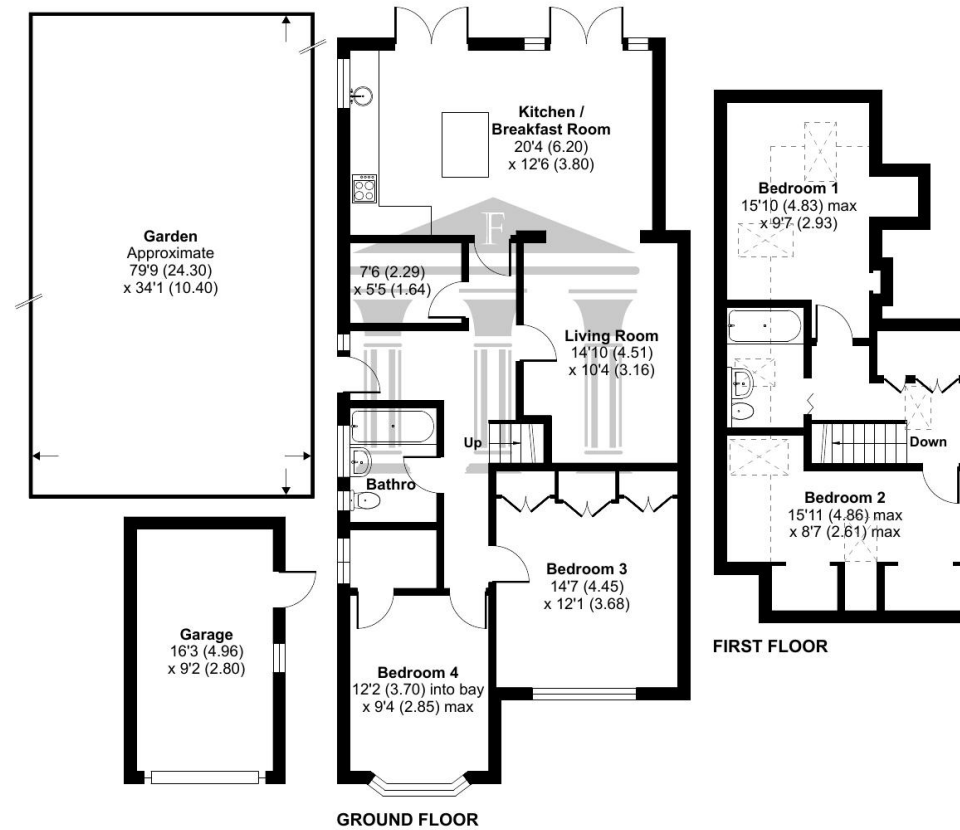 Garden
Approximate
79'9 (24.30)
x 34'1 (10.40)
Kitchen /
Breakfast Room
20'4 (6.20)
x 12'6 (3.80)
F
7'6 (2.29)
x 5'5 (1.64)
Living Room
14'10 (4.51)
x 10'4 (3.16)
Up
Bathro
Bedroom 3
14'7 (4.45)
x 12'1 (3.68)
Bedroom 4
12'2 (3.70) into bay
x 9'4 (2.85) max
Garage
16'3 (4.96)
x 9'2 (2.80)
GROUND FLOOR
Bedroom 1
15'10 (4.83) max
x 9'7 (2.93)
Down
Bedroom 2
15'11 (4.86) max
x 8'7 (2.61) max
FIRST FLOOR